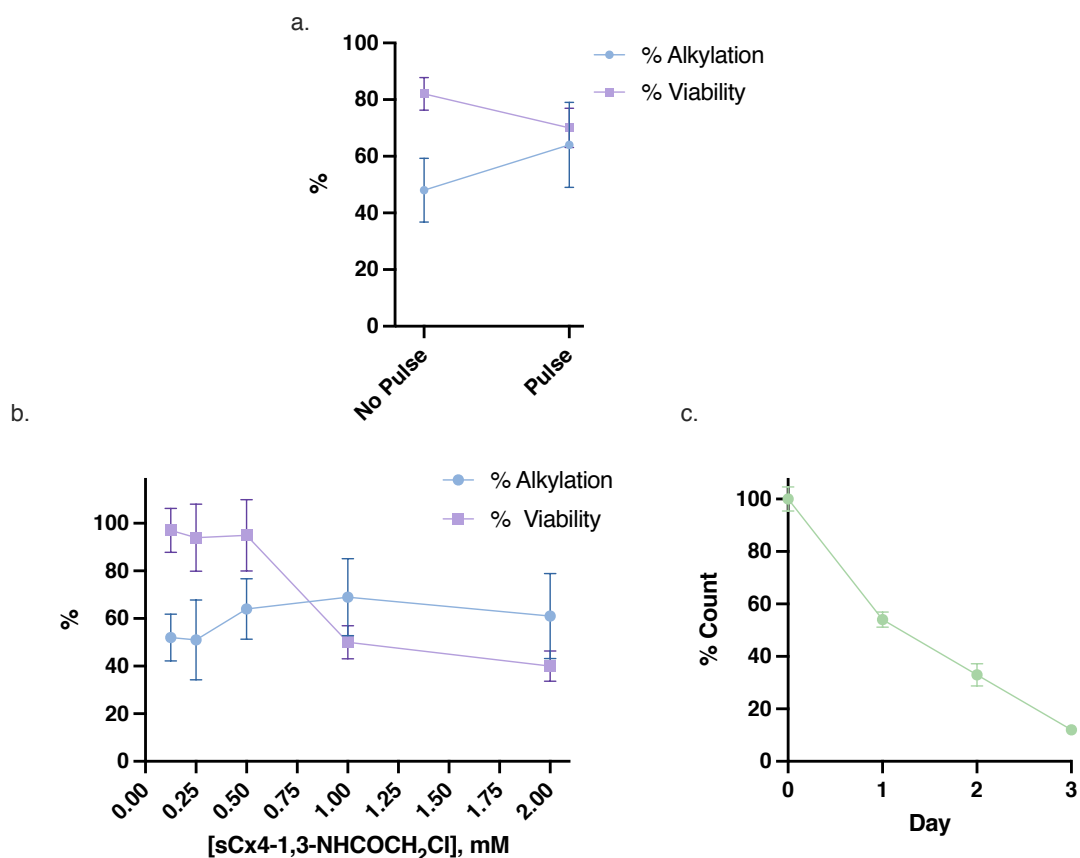 a.
100
80
60
40
20
0
%
% Alkylation
% Viability
No Pulse
Pulse
b.
% Alkylation
% Viability
100
80
60
40
20
0
%
0.00
0.25
0.50
0.75
1.00
1.25
1.50
1.75
2.00
[sCx4-1,3-NHCOCH₂Cl], mM
c.
100
80
60
40
20
0
% Count
0
1
2
3
Day